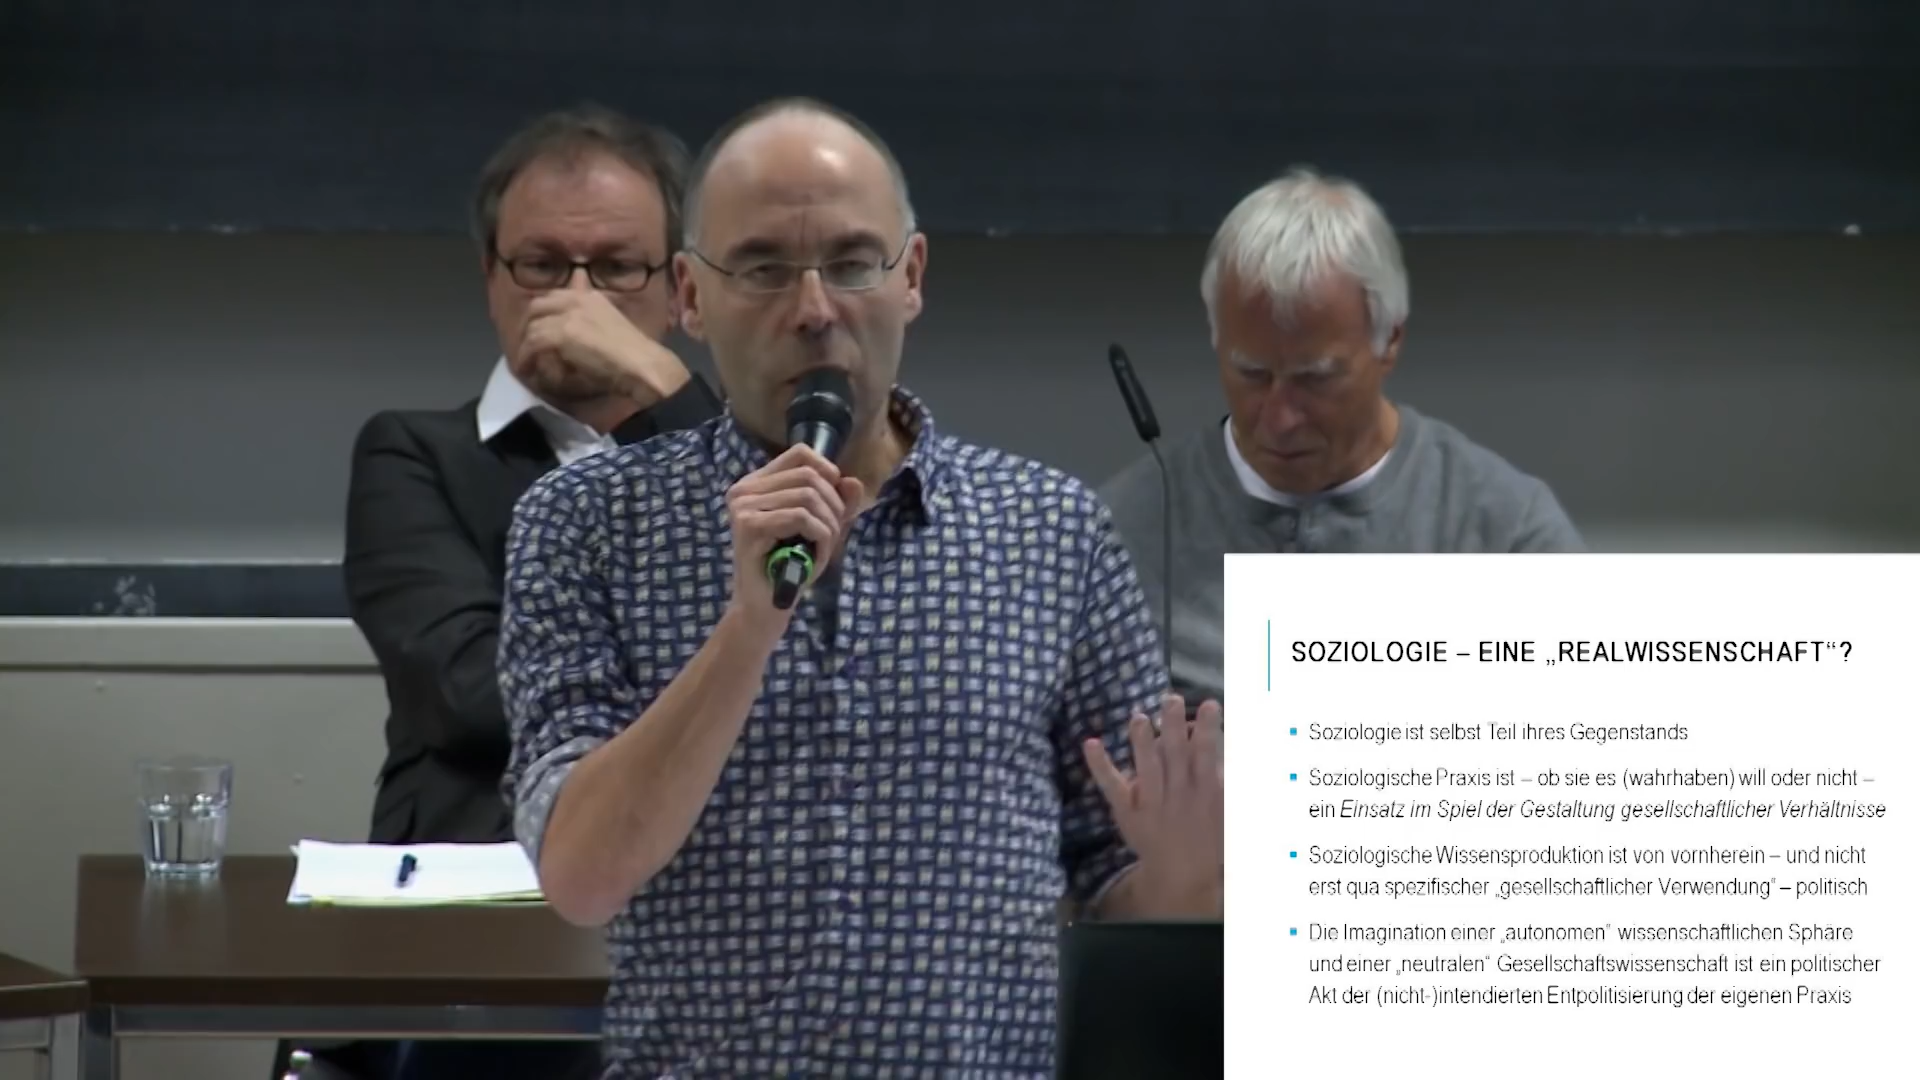 SOZIOLOGIE – EINE „REALWISSENSCHAFT“?
▪ Soziologie ist selbst Teil ihres Gegenstands
▪ Soziologische Praxis ist – ob sie es (wahrhaben) will oder nicht –
ein Einsatz im Spiel der Gestaltung gesellschaftlicher Verhältnisse
▪ Soziologische Wissensproduktion ist von vornherein – und nicht
erst qua spezifischer „gesellschaftlicher Verwendung“ – politisch
▪ Die Imagination einer „autonomen“ wissenschaftlichen Sphäre
und einer „neutralen“ Gesellschaftswissenschaft ist ein politischer
Akt der (nicht-)intendierten Entpolitisierung der eigenen Praxis